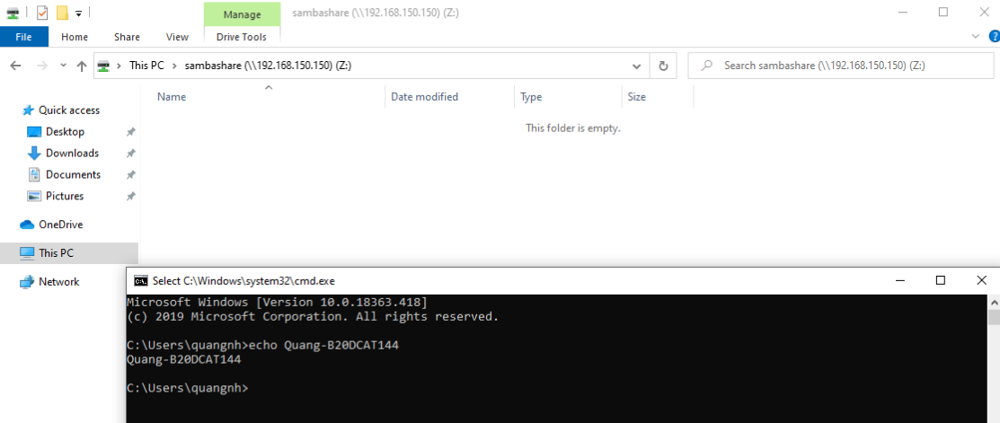 Manage
sambashare (\\192.168.150.150) (Z:)
File
Home
Share
View
Drive Tools
This PC > sambashare (\\192.168.150.150) (Z:)
Search sambashare (\\192.168.150.150) (Z:)
Name
Date modified
Type
Size
This folder is empty.
Quick access
Desktop
Downloads
Documents
Pictures
OneDrive
This PC
Network
Select C:\Windows\system32\cmd.exe
Microsoft Windows [Version 10.0.18363.418]
(c) 2019 Microsoft Corporation. All rights reserved.
C:\Users\quangnh>echo Quang-B20DCAT144
Quang-B20DCAT144
C:\Users\quangnh>